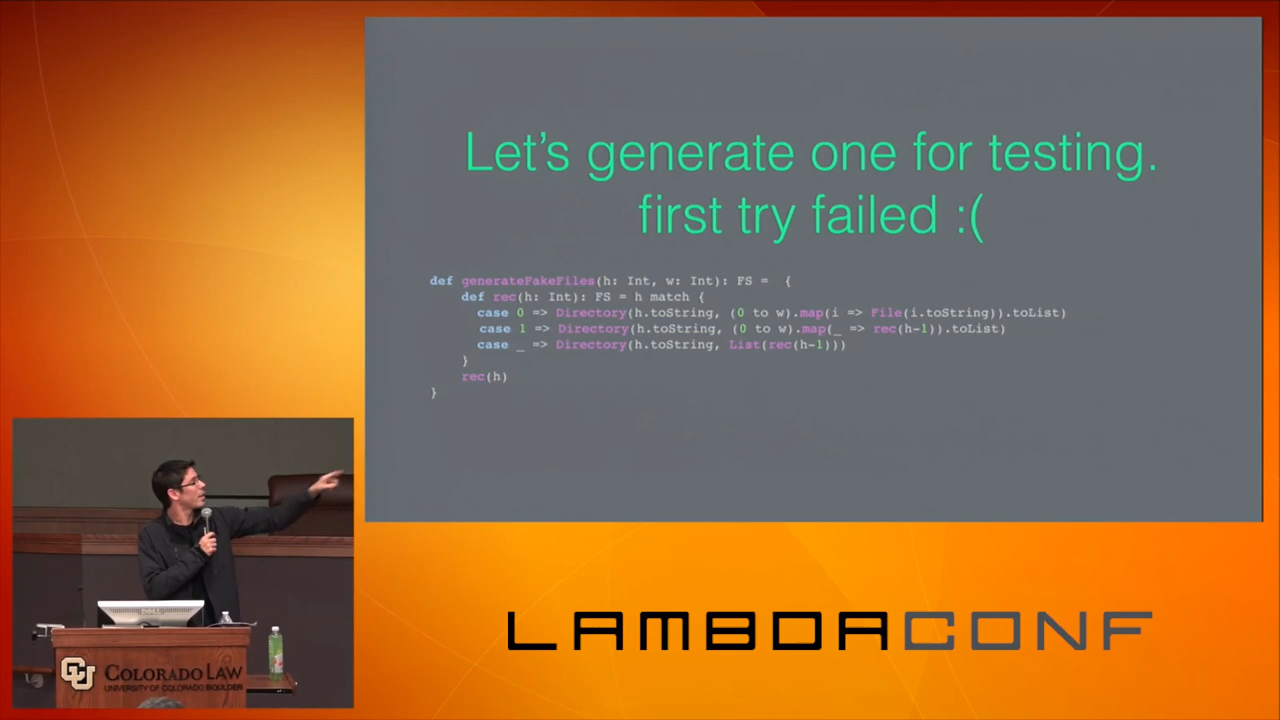 Let's generate one for testing.
first try failed :(
def generateFakeFiles(h: Int, w: Int): FS =  {
    def rec(h: Int): FS = h match {
      case 0 => Directory(h.toString, (0 to w).map(i => File(i.toString)).toList)
      case 1 => Directory(h.toString, (0 to w).map(_ => rec(h-1)).toList)
      case _ => Directory(h.toString, List(rec(h-1)))
    }
    rec(h)
}
DELL
CU COLORADO LAW
UNIVERSITY OF COLORADO BOULDER
LAMBDACONF